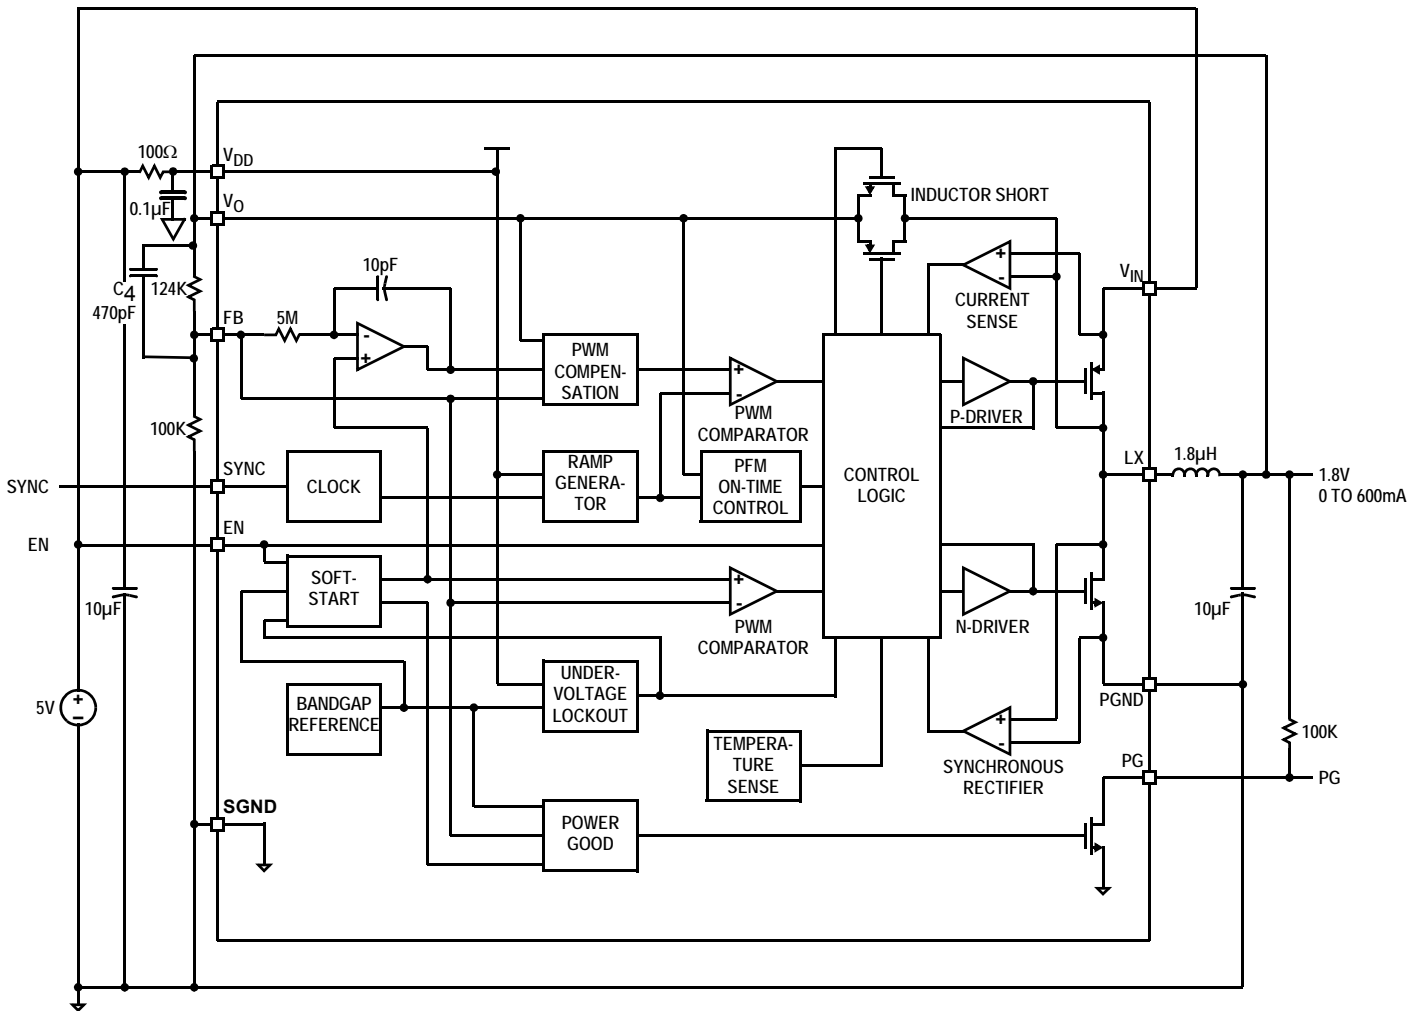 100Ω
VDD
0.1µF
VO
INDUCTOR SHORT
10pF
+
-
CURRENT
SENSE
VIN
C4
470pF
124K
FB
5M
-
+
PWM
COMPEN-
SATION
+
-
PWM
COMPARATOR
P-DRIVER
100K
SYNC
SYNC
CLOCK
RAMP
GENERA-
TOR
PFM
ON-TIME
CONTROL
CONTROL
LOGIC
LX
1.8µH
1.8V
0 TO 600mA
EN
EN
SOFT-
START
+
-
PWM
COMPARATOR
N-DRIVER
10µF
10µF
5V
+
–
BANDGAP
REFERENCE
UNDER-
VOLTAGE
LOCKOUT
TEMPERA-
TURE
SENSE
+
-
SYNCHRONOUS
RECTIFIER
PGND
100K
PG
PG
SGND
POWER
GOOD